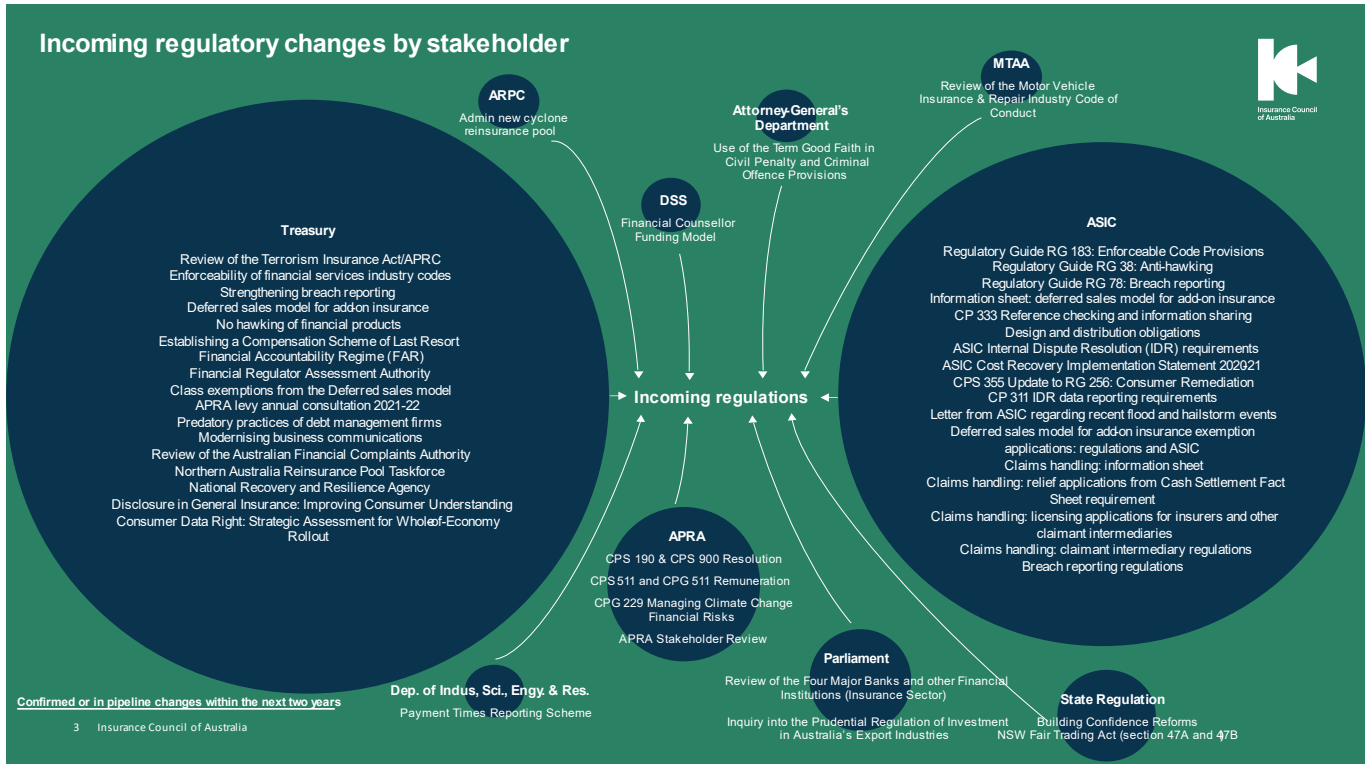 Incoming regulatory changes by stakeholder
Insurance Council
of Australia
ARPC
Admin new cyclone
reinsurance pool
Attorney-General's
Department
Use of the Term Good Faith in
Civil Penalty and Criminal
Offence Provisions
MTAA
Review of the Motor Vehicle
Insurance & Repair Industry Code of
Conduct
DSS
Financial Counsellor
Funding Model
Treasury
Review of the Terrorism Insurance Act/APRC
Enforceability of financial services industry codes
Strengthening breach reporting
Deferred sales model for add-on insurance
No hawking of financial products
Establishing a Compensation Scheme of Last Resort
Financial Accountability Regime (FAR)
Financial Regulator Assessment Authority
Class exemptions from the Deferred sales model
APRA levy annual consultation 2021-22
Predatory practices of debt management firms
Modernising business communications
Review of the Australian Financial Complaints Authority
Northern Australia Reinsurance Pool Taskforce
National Recovery and Resilience Agency
Disclosure in General Insurance: Improving Consumer Understanding
Consumer Data Right: Strategic Assessment for Whole-of-Economy
Rollout
Incoming regulations
ASIC
Regulatory Guide RG 183: Enforceable Code Provisions
Regulatory Guide RG 38: Anti-hawking
Regulatory Guide RG 78: Breach reporting
Information sheet: deferred sales model for add-on insurance
CP 333 Reference checking and information sharing
Design and distribution obligations
ASIC Internal Dispute Resolution (IDR) requirements
ASIC Cost Recovery Implementation Statement 2020-21
CPS 355 Update to RG 256: Consumer Remediation
CP 311 IDR data reporting requirements
Letter from ASIC regarding recent flood and hailstorm events
Deferred sales model for add-on insurance exemption
applications: regulations and ASIC
Claims handling: information sheet
Claims handling: relief applications from Cash Settlement Fact
Sheet requirement
Claims handling: licensing applications for insurers and other
claimant intermediaries
Claims handling: claimant intermediary regulations
Breach reporting regulations
APRA
CPS 190 & CPS 900 Resolution
CPS 511 and CPG 511 Remuneration
CPG 229 Managing Climate Change
Financial Risks
APRA Stakeholder Review
Dep. of Indus, Sci., Engy. & Res.
Payment Times Reporting Scheme
Parliament
Review of the Four Major Banks and other Financial
Institutions (Insurance Sector)
Inquiry into the Prudential Regulation of Investment
in Australia's Export Industries
State Regulation
Building Confidence Reforms
NSW Fair Trading Act (section 47A and 47B)
Confirmed or in pipeline changes within the next two years
3 Insurance Council of Australia